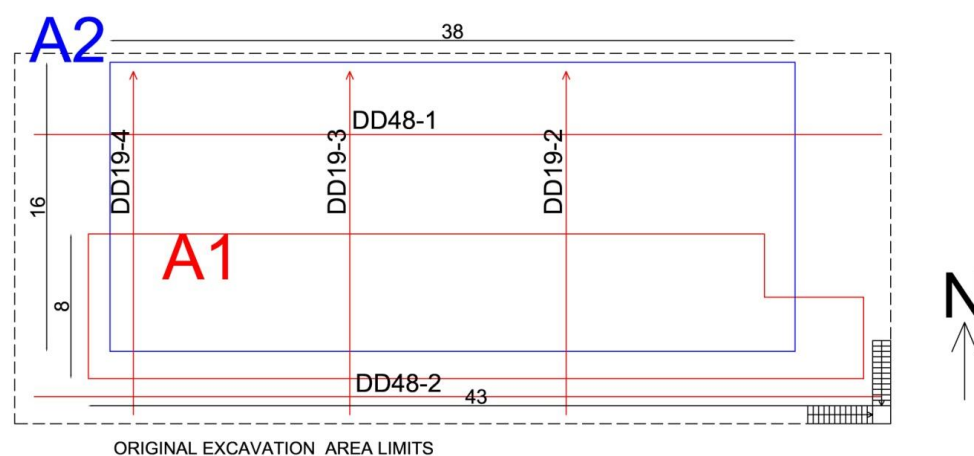 A2
38
DD48-1
DD19-4
DD19-3
DD19-2
16
A1
8
N
DD48-2
43
ORIGINAL EXCAVATION AREA LIMITS